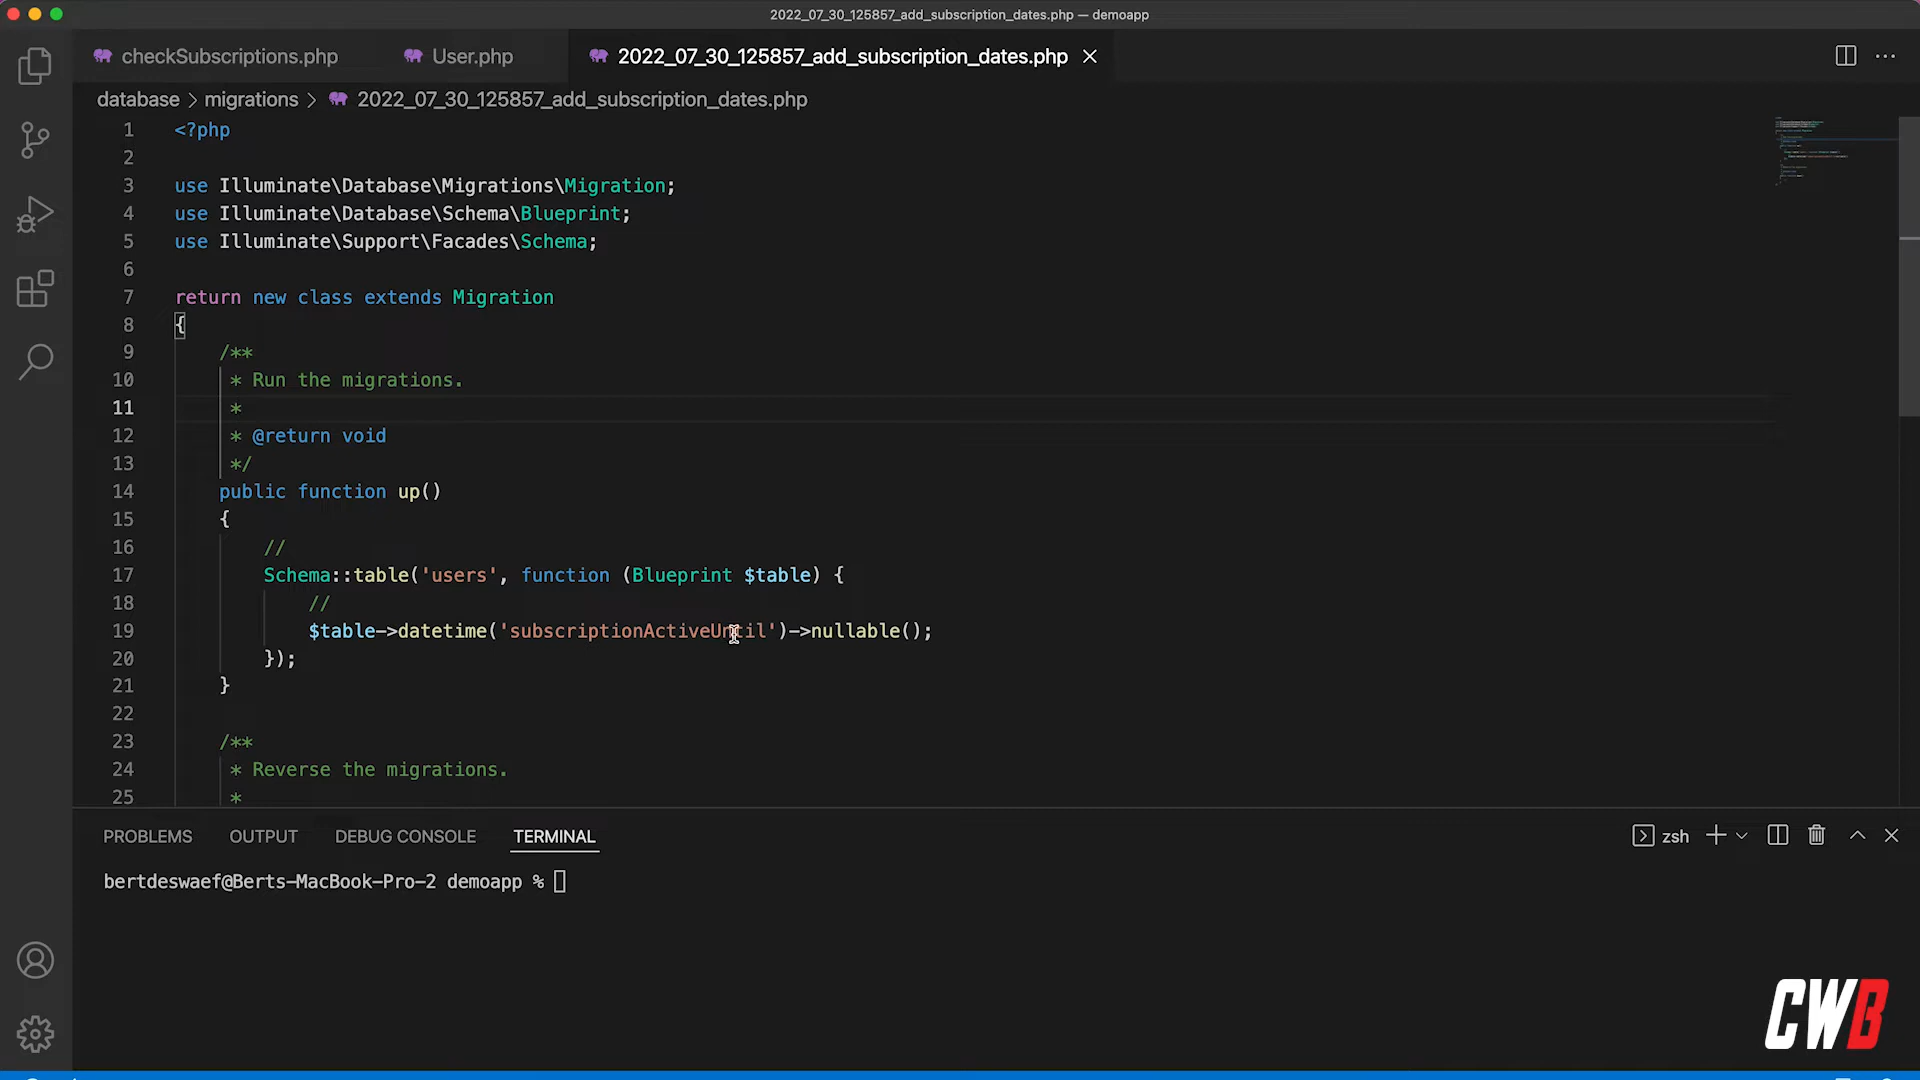 2022_07_30_125857_add_subscription_dates.php — demoapp
checkSubscriptions.php
User.php
2022_07_30_125857_add_subscription_dates.php
database > migrations > 2022_07_30_125857_add_subscription_dates.php
1 <?php
2
3 use Illuminate\Database\Migrations\Migration;
4 use Illuminate\Database\Schema\Blueprint;
5 use Illuminate\Support\Facades\Schema;
6
7 return new class extends Migration
8 {
9 /**
10 * Run the migrations.
11 *
12 * @return void
13 */
14 public function up()
15 {
16 //
17 Schema::table('users', function (Blueprint $table) {
18 //
19 $table->datetime('subscriptionActiveUntil')->nullable();
20 });
21 }
22
23 /**
24 * Reverse the migrations.
25 *
PROBLEMS OUTPUT DEBUG CONSOLE TERMINAL
zsh
bertdeswaef@Berts-MacBook-Pro-2 demoapp %
CWB